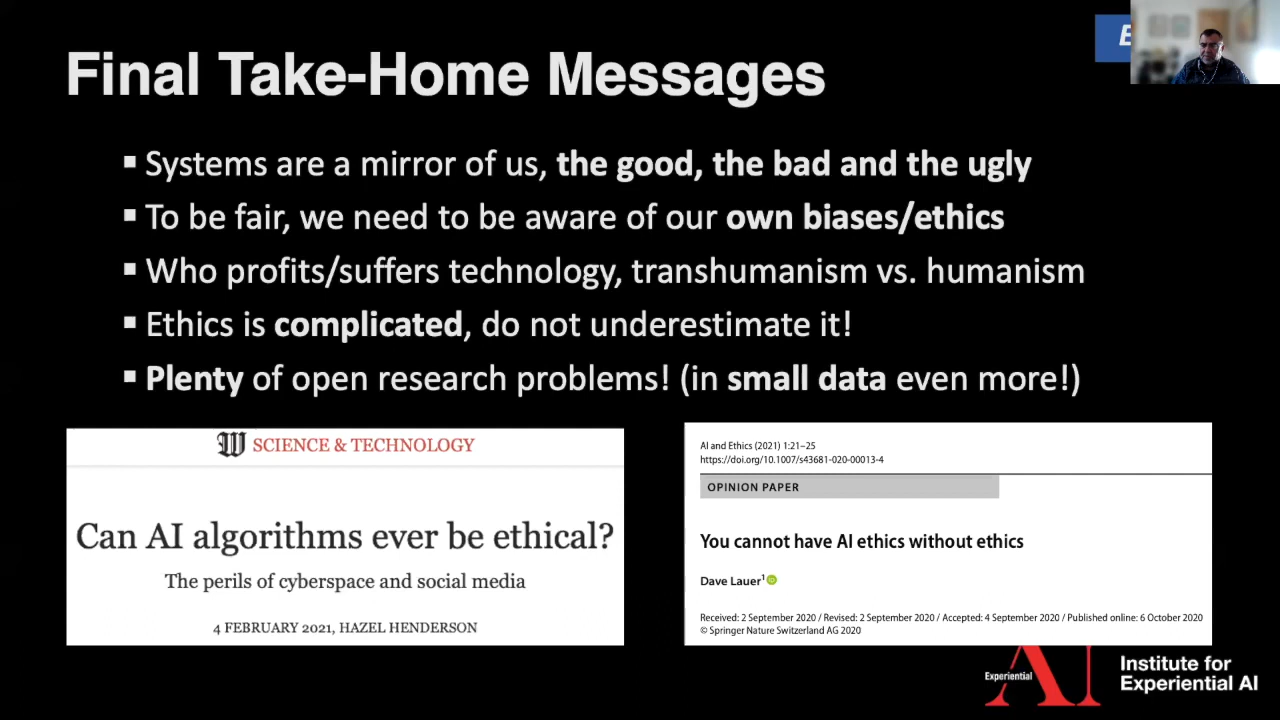 Final Take-Home Messages
E
▪ Systems are a mirror of us, the good, the bad and the ugly
▪ To be fair, we need to be aware of our own biases/ethics
▪ Who profits/suffers technology, transhumanism vs. humanism
▪ Ethics is complicated, do not underestimate it!
▪ Plenty of open research problems! (in small data even more!)
W SCIENCE & TECHNOLOGY
Can AI algorithms ever be ethical?
The perils of cyberspace and social media
4 FEBRUARY 2021, HAZEL HENDERSON
AI and Ethics (2021) 1:21–25
https://doi.org/10.1007/s43681-020-00013-4
OPINION PAPER
You cannot have AI ethics without ethics
Dave Lauer¹ iD
Received: 2 September 2020 / Revised: 2 September 2020 / Accepted: 4 September 2020 / Published online: 6 October 2020
© Springer Nature Switzerland AG 2020
Experiential AI
Institute for
Experiential AI